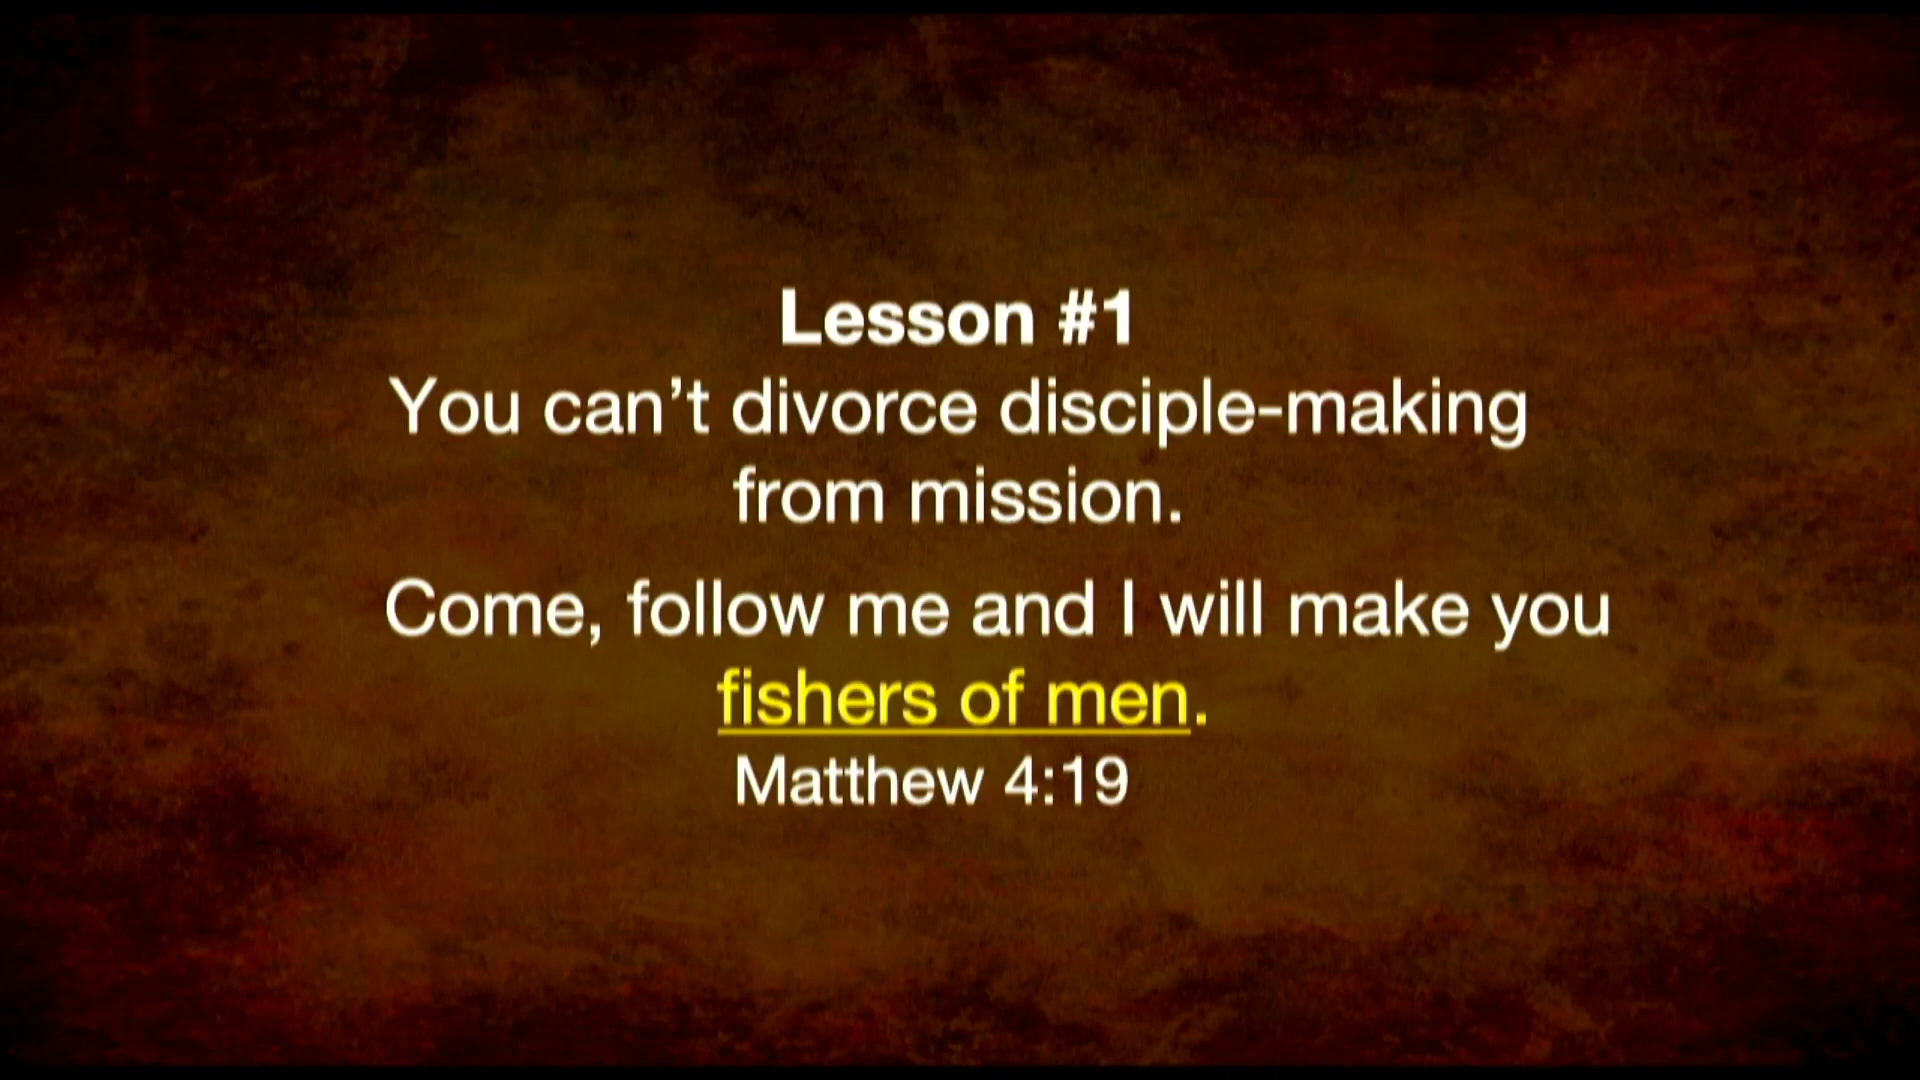 Lesson #1
You can't divorce disciple-making
from mission.
Come, follow me and I will make you
fishers of men.
Matthew 4:19